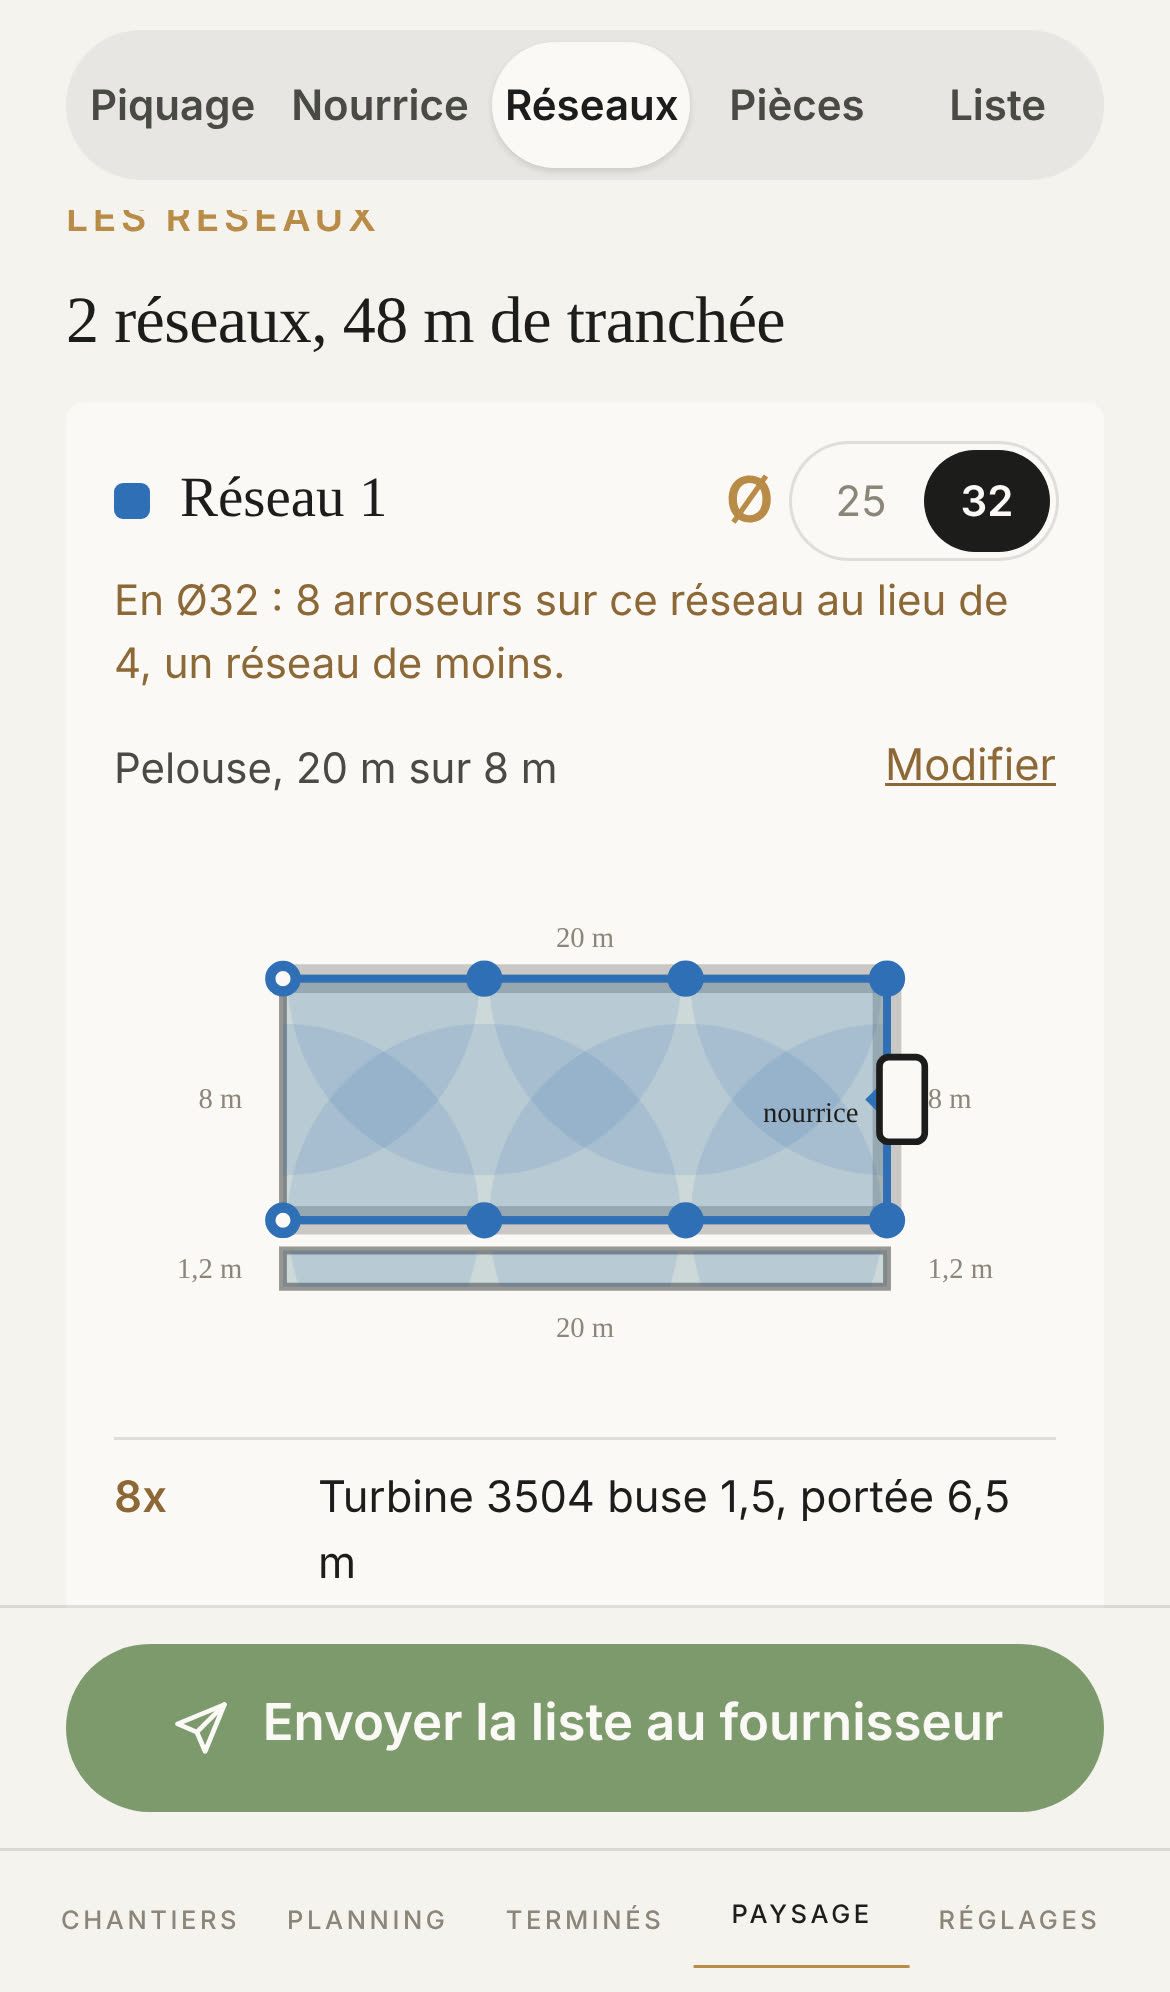 Piquage Nourrice Réseaux Pièces Liste
LES RÉSEAUX
2 réseaux, 48 m de tranchée
Réseau 1 Ø 25 32
En Ø32 : 8 arroseurs sur ce réseau au lieu de
4, un réseau de moins.
Pelouse, 20 m sur 8 m Modifier
20 m
8 m nourrice 8 m
1,2 m 1,2 m
20 m
8x Turbine 3504 buse 1,5, portée 6,5
m
Envoyer la liste au fournisseur
CHANTIERS PLANNING TERMINÉS PAYSAGE RÉGLAGES